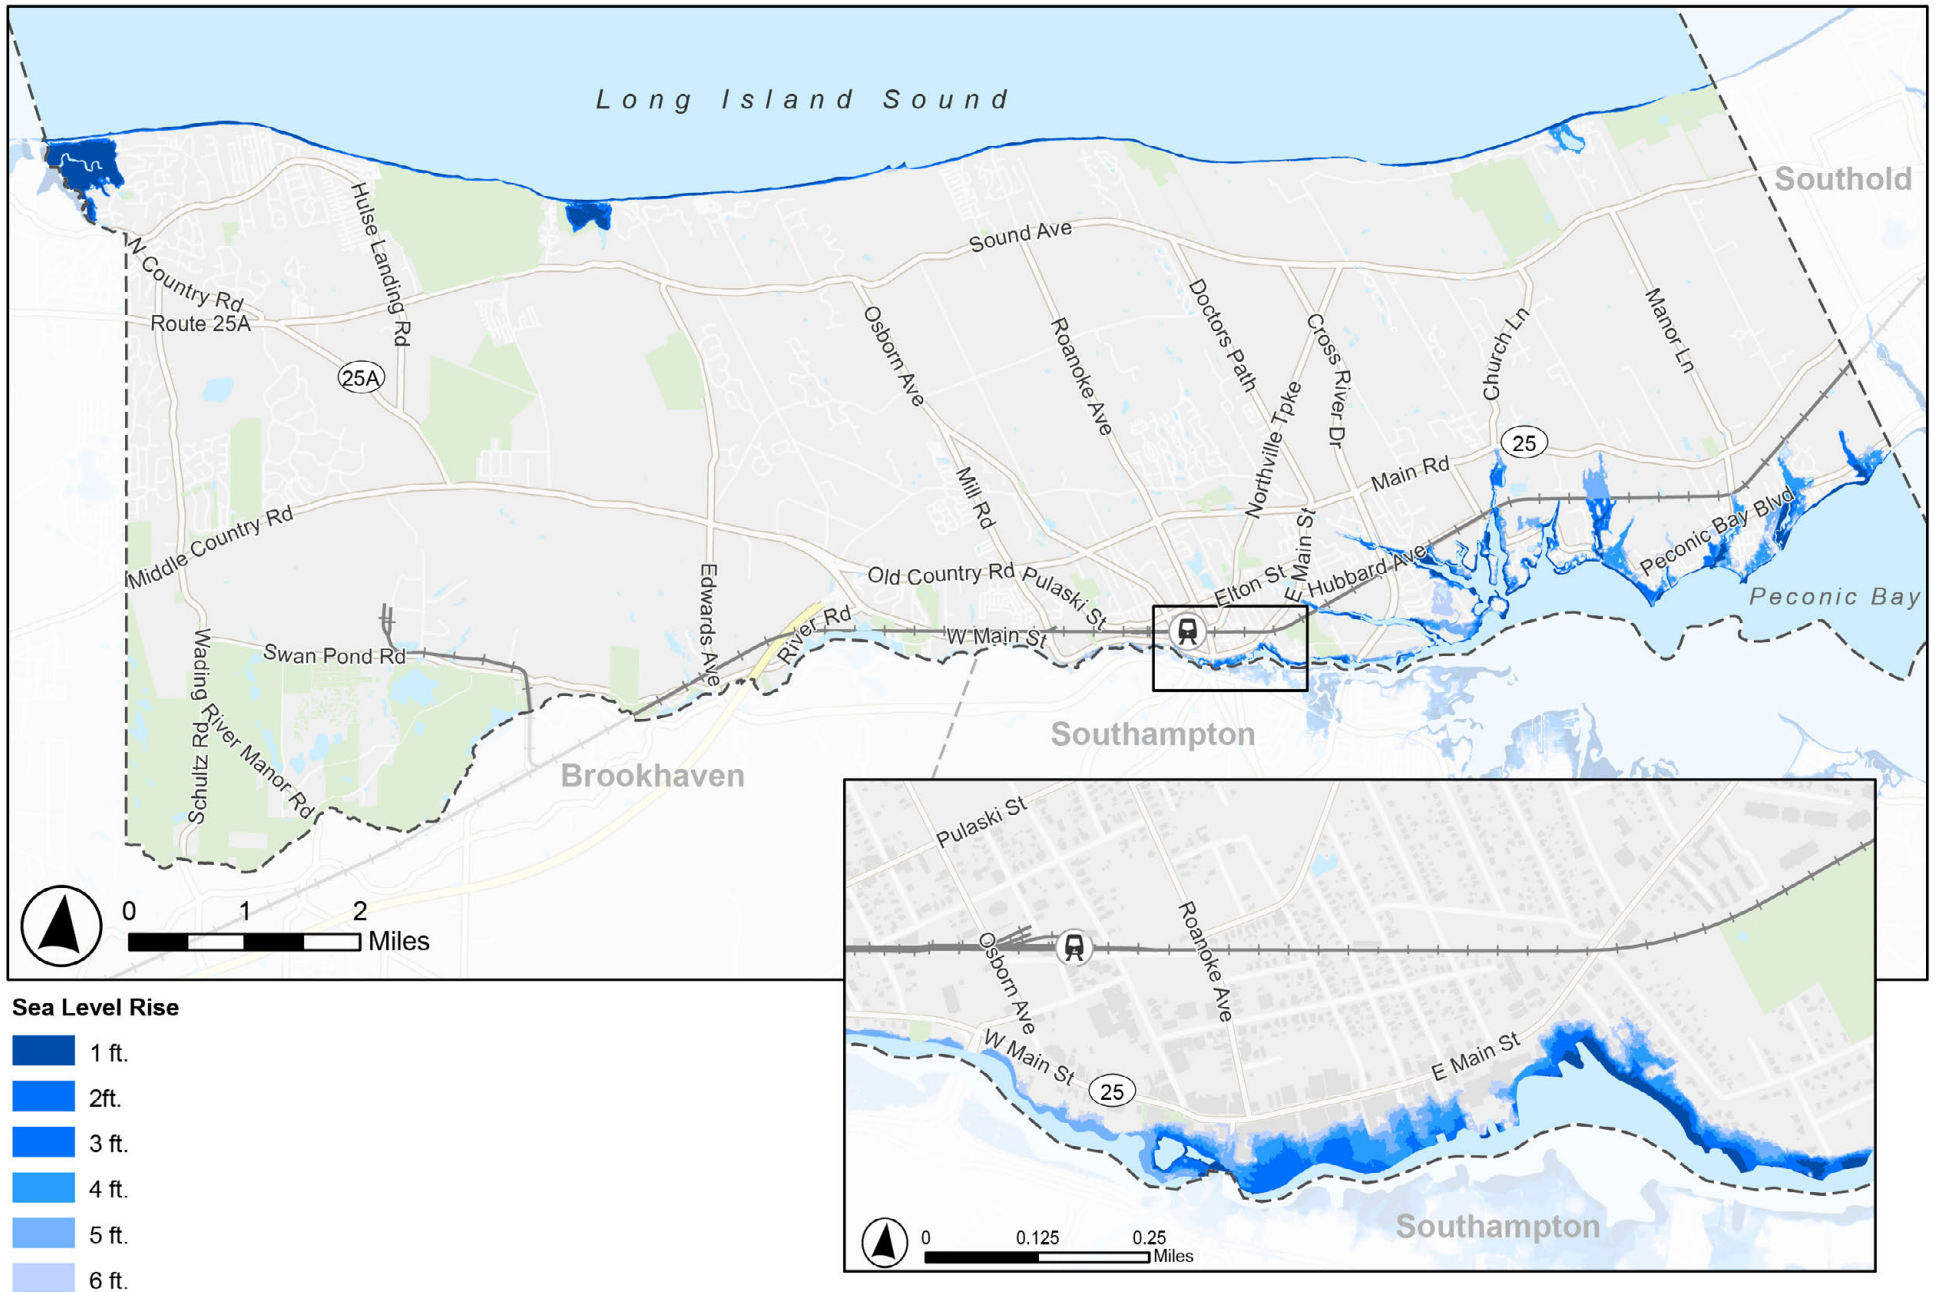 Long Island Sound
Southold
Sound Ave
Hulse Landing Rd
N Country Rd
Route 25A
25A
Osborn Ave
Roanoke Ave
Doctors Path
Cross River Dr
Northville Tpke
Church Ln
Manor Ln
25
Main Rd
Mill Rd
Middle Country Rd
Old Country Rd
Pulaski St
Elton St
E Main St
Hubbard Ave
Peconic Bay Blvd
Peconic Bay
Edwards Ave
River Rd
W Main St
Swan Pond Rd
Wading River Manor Rd
Schultz Rd
Southampton
Brookhaven
0 1 2
Miles
Pulaski St
Osborn Ave
Roanoke Ave
W Main St
25
E Main St
Southampton
0 0.125 0.25
Miles
Sea Level Rise
1 ft.
2ft.
3 ft.
4 ft.
5 ft.
6 ft.